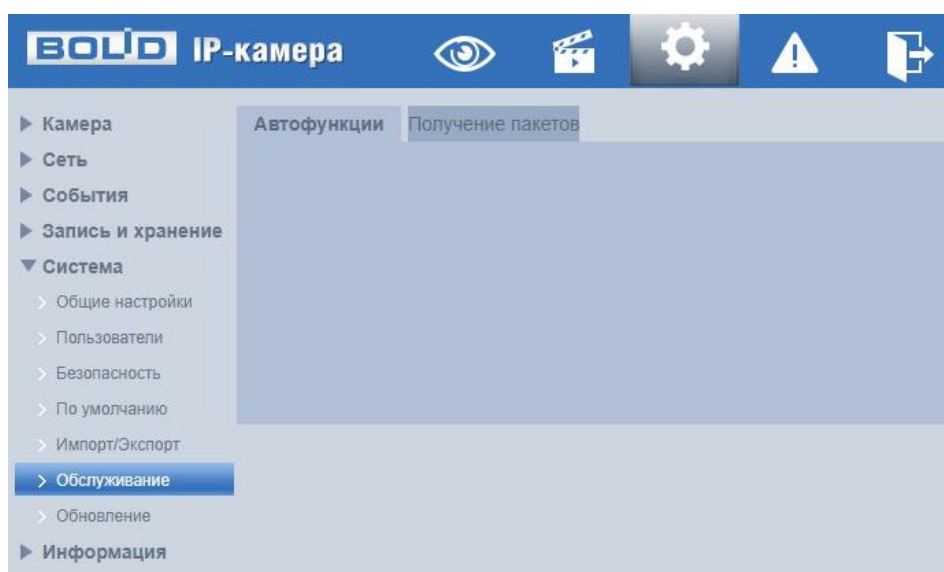 BOLID IP-камера
Камера
Сеть
События
Запись и хранение
Система
Общие настройки
Пользователи
Безопасность
По умолчанию
Импорт/Экспорт
Обслуживание
Обновление
Информация
Автофункции
Получение пакетов